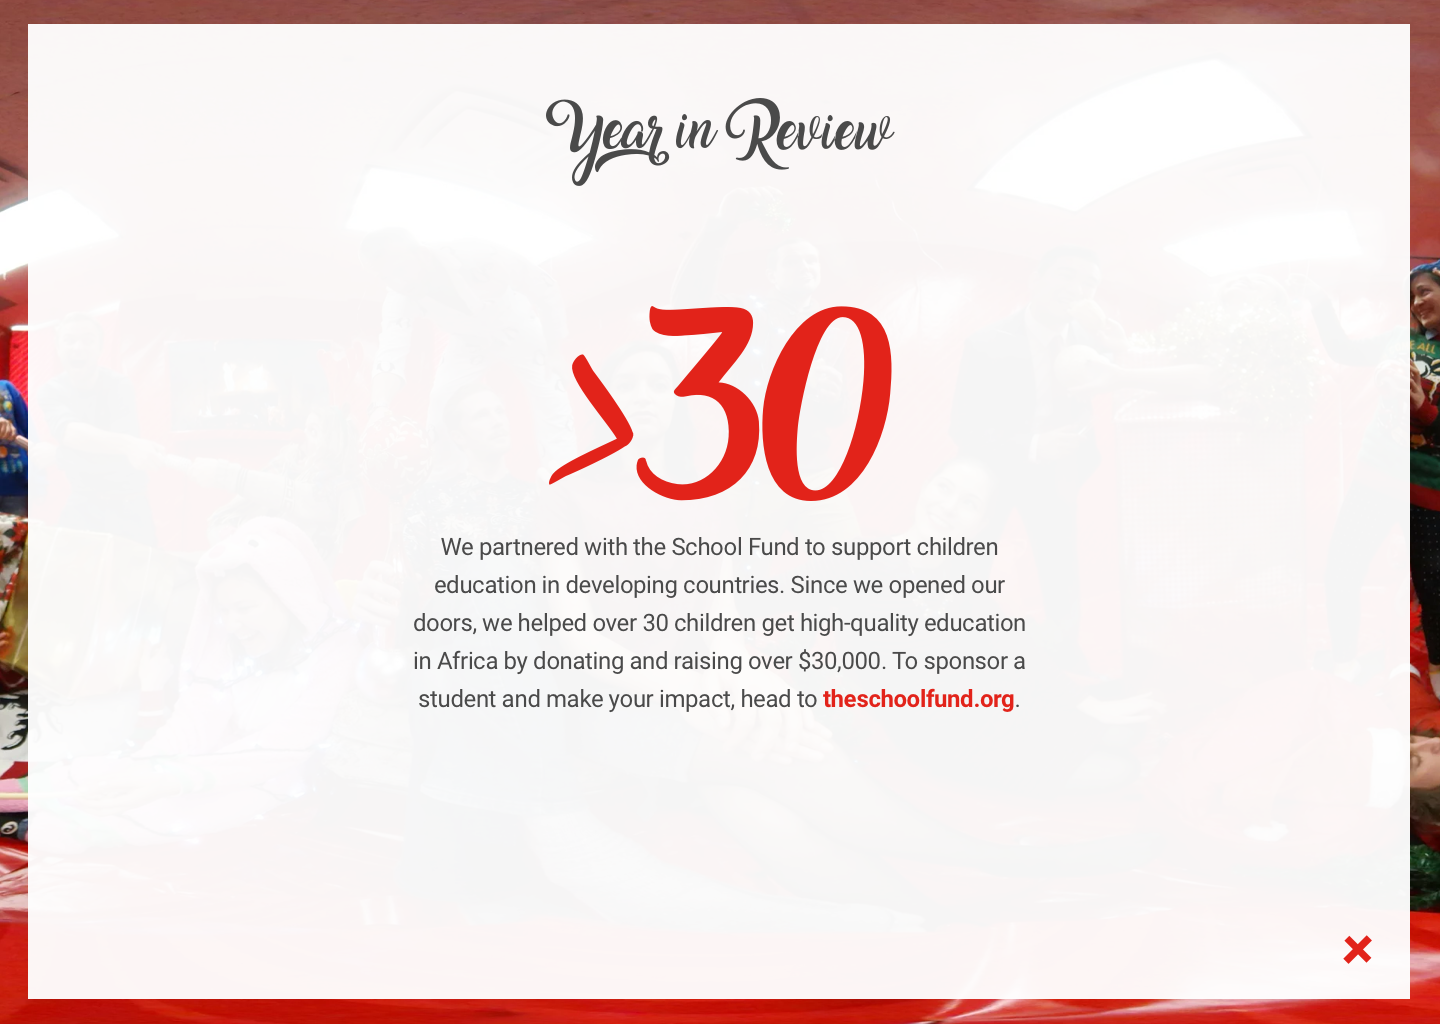 Year in Review
>30
We partnered with the School Fund to support children
education in developing countries. Since we opened our
doors, we helped over 30 children get high-quality education
in Africa by donating and raising over $30,000. To sponsor a
student and make your impact, head to theschoolfund.org.